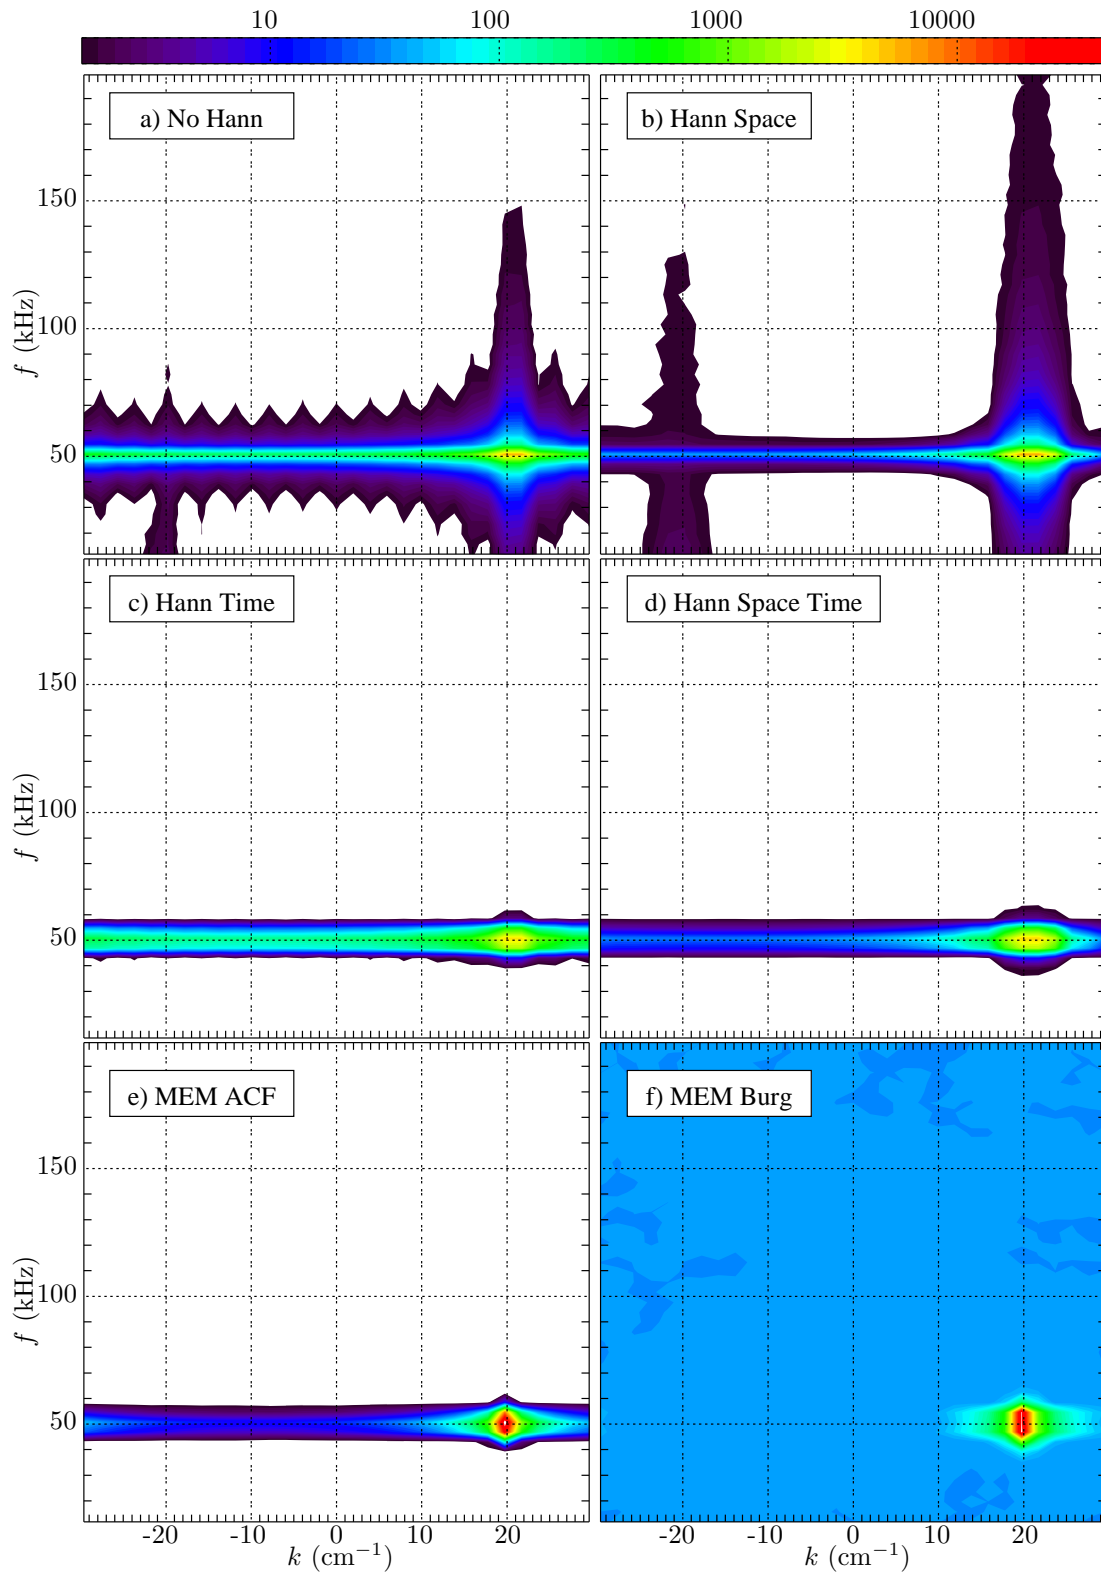 10 100 1000 10000
a) No Hann
b) Hann Space
150
100
50
f (kHz)
c) Hann Time
d) Hann Space Time
150
100
50
f (kHz)
e) MEM ACF
f) MEM Burg
150
100
50
f (kHz)
-20 -10 0 10 20 -20 -10 0 10 20
k (cm⁻¹) k (cm⁻¹)